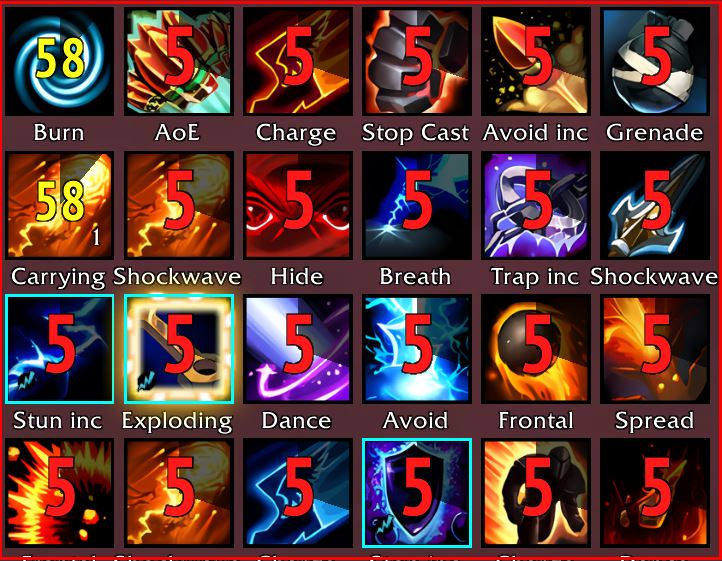 58 5 5 5 5 5
Burn AoE Charge Stop Cast Avoid inc Grenade
58 1 5 5 5 5 5
Carrying Shockwave Hide Breath Trap inc Shockwave
5 5 5 5 5 5
Stun inc Exploding Dance Avoid Frontal Spread
5 5 5 5 5 5